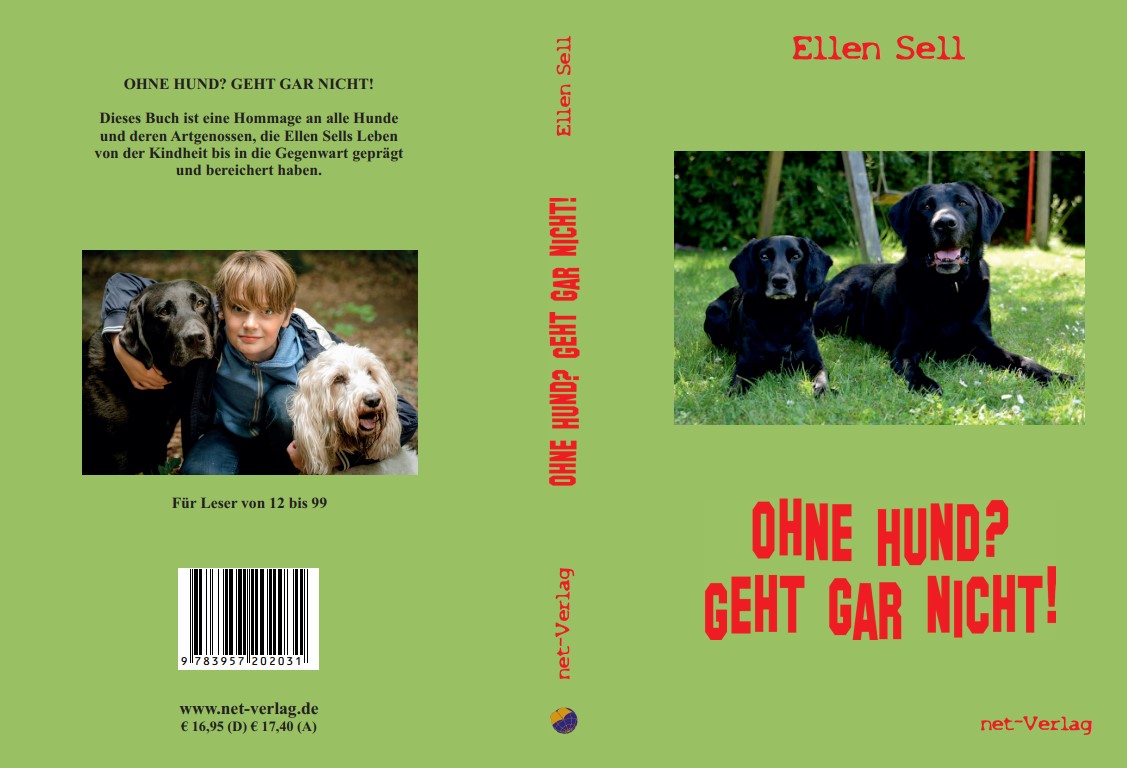 OHNE HUND? GEHT GAR NICHT!
Dieses Buch ist eine Hommage an alle Hunde
und deren Artgenossen, die Ellen Sells Leben
von der Kindheit bis in die Gegenwart geprägt
und bereichert haben.
Für Leser von 12 bis 99
9 783957 202031
www.net-verlag.de
€ 16,95 (D) € 17,40 (A)
Ellen Sell
OHNE HUND? GEHT GAR NICHT!
net-Verlag
Ellen Sell
OHNE HUND?
GEHT GAR NICHT!
net-Verlag